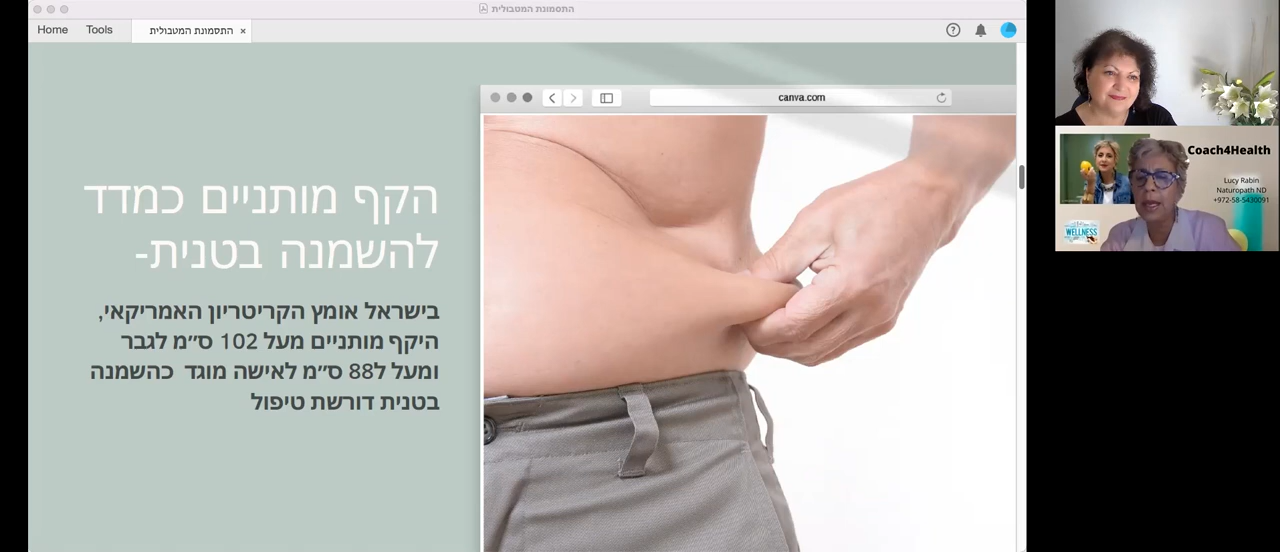 התסמונת המטבולית
Home
Tools
התסמונת המטבולית
canva.com
הקף מותניים כמדד
להשמנה בטנית-
בישראל אומץ הקריטריון האמריקאי,
היקף מותניים מעל 102 ס״מ לגבר
ומעל ל88 ס״מ לאישה מוגד כהשמנה
בטנית דורשת טיפול
Coach4Health
Lucy Rabin
Naturopath ND
+972-58-5430091
WELLNESS